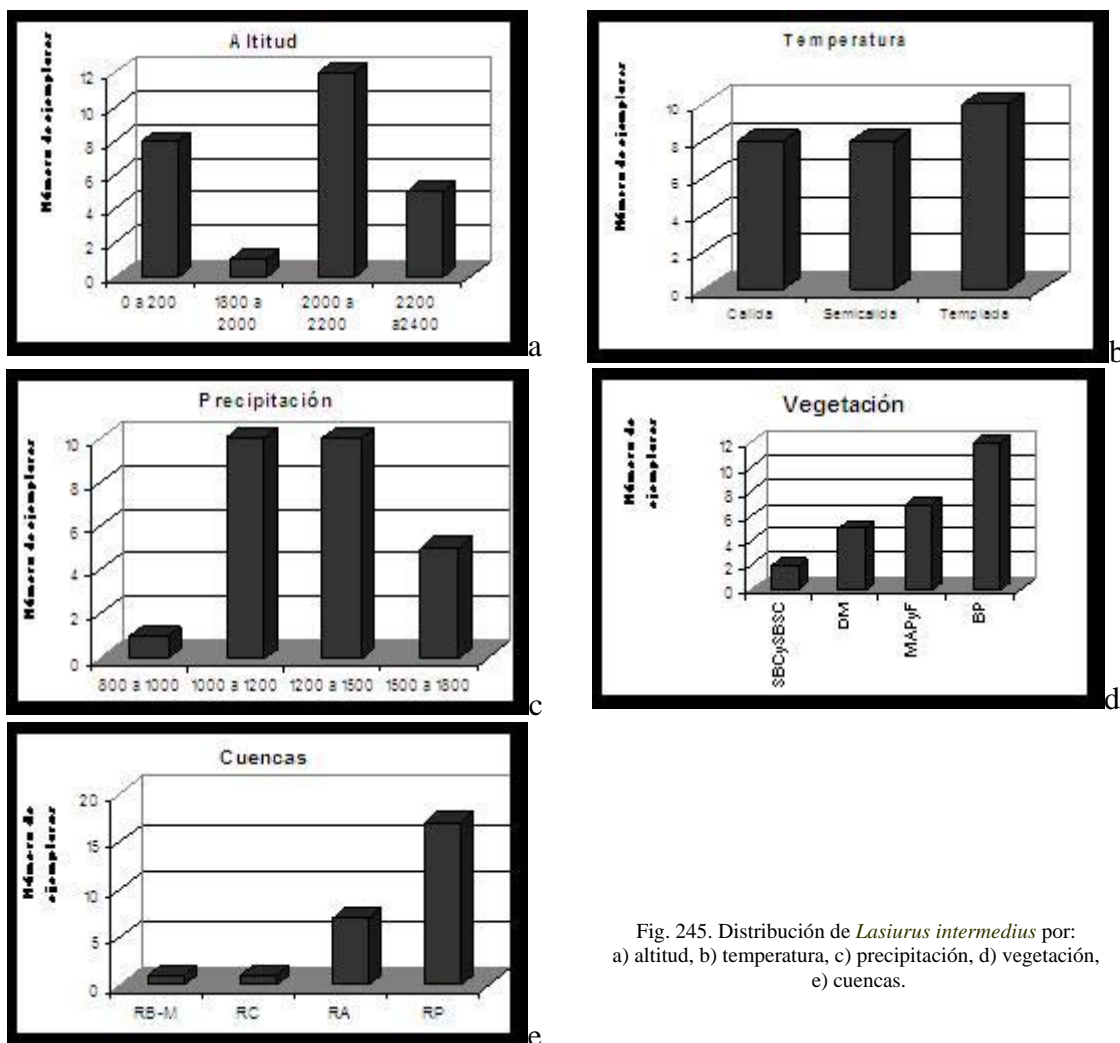 Altitud
Número de ejemplares
12
10
8
6
4
2
0
0 a 200
1800 a
2000
2000 a
2200
2200
a2400
a
Temperatura
Número de ejemplares
10
8
6
4
2
0
Calida
Semicalida
Templada
b
Precipitación
Número de ejemplares
10
8
6
4
2
0
800 a 1000
1000 a 1200
1200 a 1500
1500 a 1800
c
Vegetación
Número de
ejemplares
12
10
8
6
4
2
0
SBCySBSC
DM
MAPyF
BP
d
Cuencas
Número de
ejemplares
20
15
10
5
0
RB-M
RC
RA
RP
e
Fig. 245. Distribución de Lasiurus intermedius por:
a) altitud, b) temperatura, c) precipitación, d) vegetación,
e) cuencas.